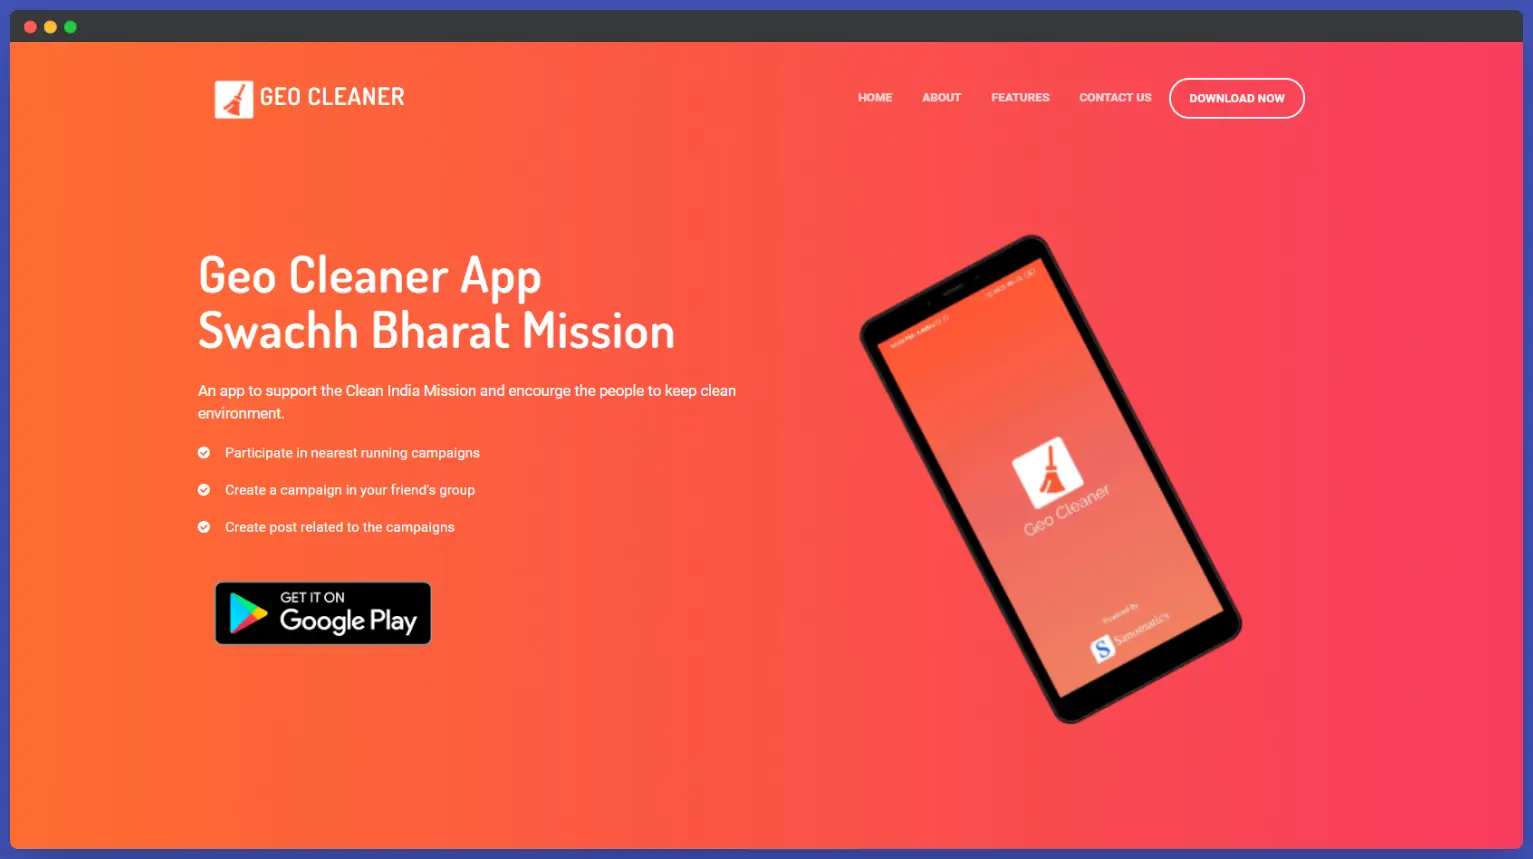 GEO CLEANER
HOME ABOUT FEATURES CONTACT US DOWNLOAD NOW
Geo Cleaner App
Swachh Bharat Mission
An app to support the Clean India Mission and encourge the people to keep clean
environment.
Participate in nearest running campaigns
Create a campaign in your friend's group
Create post related to the campaigns
GET IT ON
Google Play
Geo Cleaner
Powered By
S Sanomatics